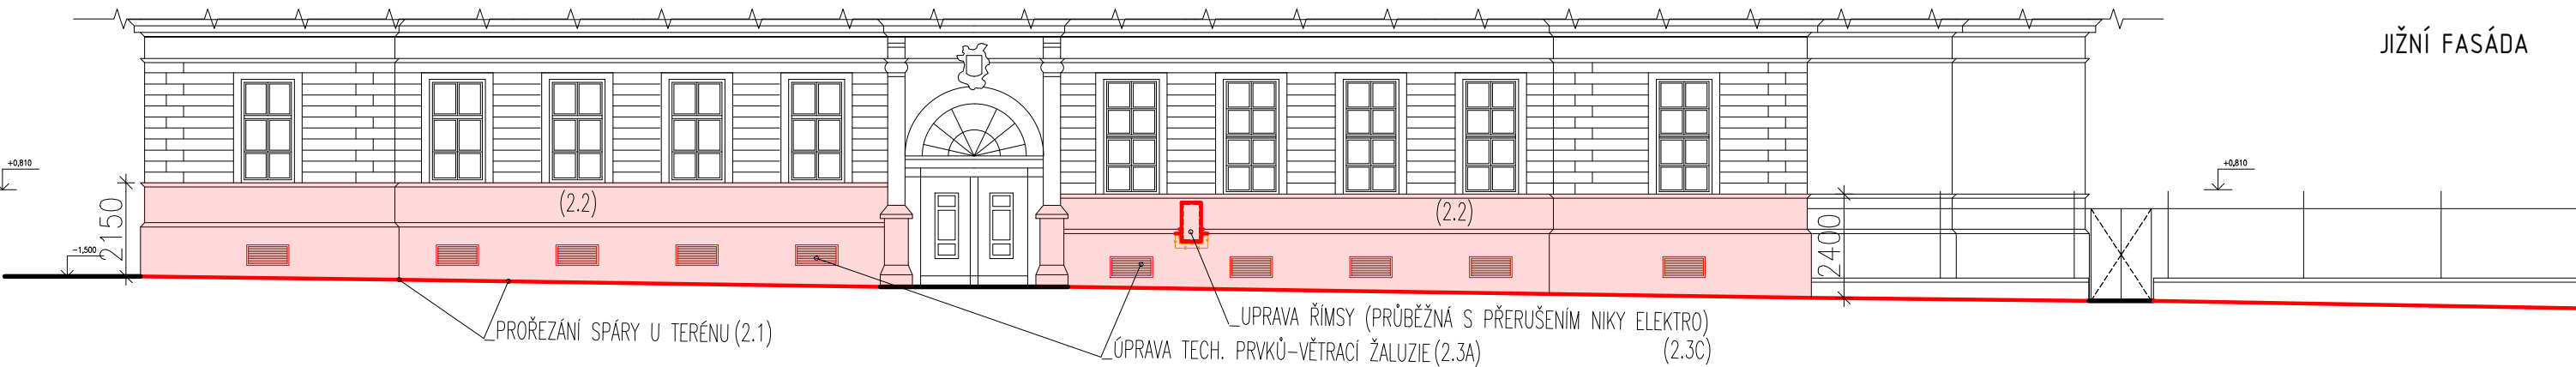 JIŽNÍ FASÁDA
+0,810
+0,810
2150
-1,500
(2.2)
(2.2)
2400
PROŘEZÁNÍ SPÁRY U TERÉNU (2.1)
UPRAVA ŘÍMSY (PRŮBĚŽNÁ S PŘERUŠENÍM NIKY ELEKTRO)
(2.3C)
ÚPRAVA TECH. PRVKŮ-VĚTRACÍ ŽALUZIE (2.3A)